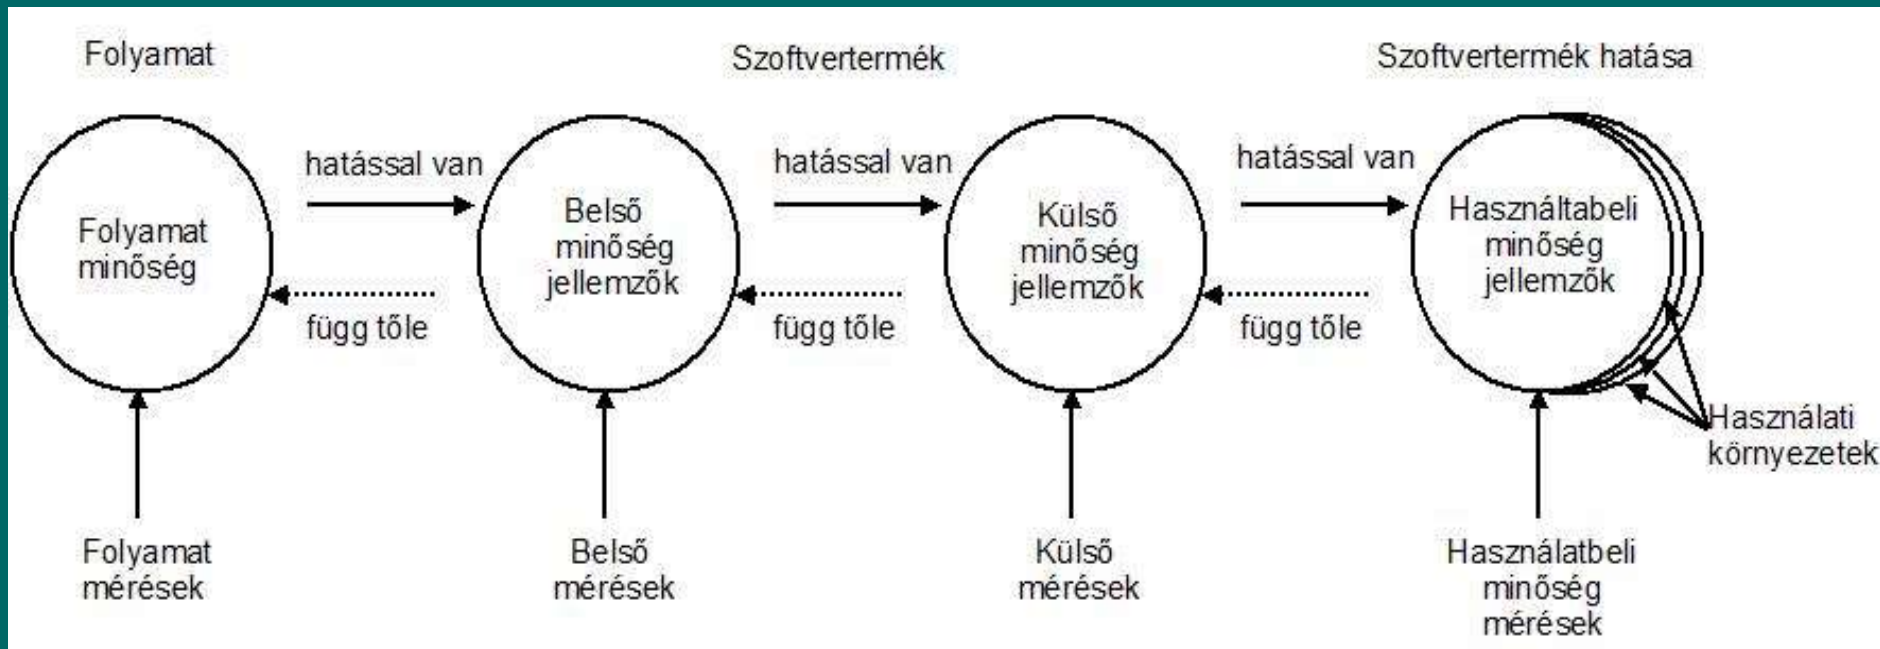 Folyamat
Szoftvertermék
Szoftvertermék hatása
hatással van
hatással van
hatással van
Folyamat
minőség
Belső
minőség
jellemzők
Külső
minőség
jellemzők
Használtabeli
minőség
jellemzők
függ tőle
függ tőle
függ tőle
Használati
környezetek
Folyamat
mérések
Belső
mérések
Külső
mérések
Használatbeli
minőség
mérések